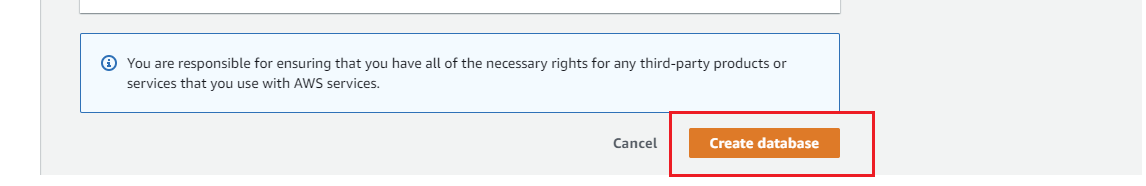 You are responsible for ensuring that you have all of the necessary rights for any third-party products or
services that you use with AWS services.
Cancel
Create database